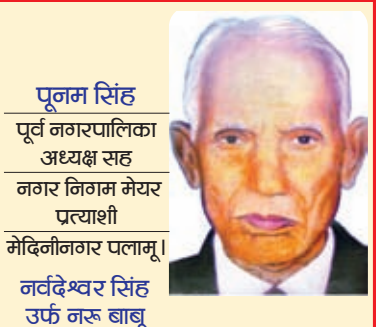 पूनम सिंह
पूर्व नगरपालिका
अध्यक्ष सह
नगर निगम मेयर
प्रत्याशी
मेदिनीनगर पलामू।
नर्वदेश्वर सिंह
उर्फ नरू बाबू